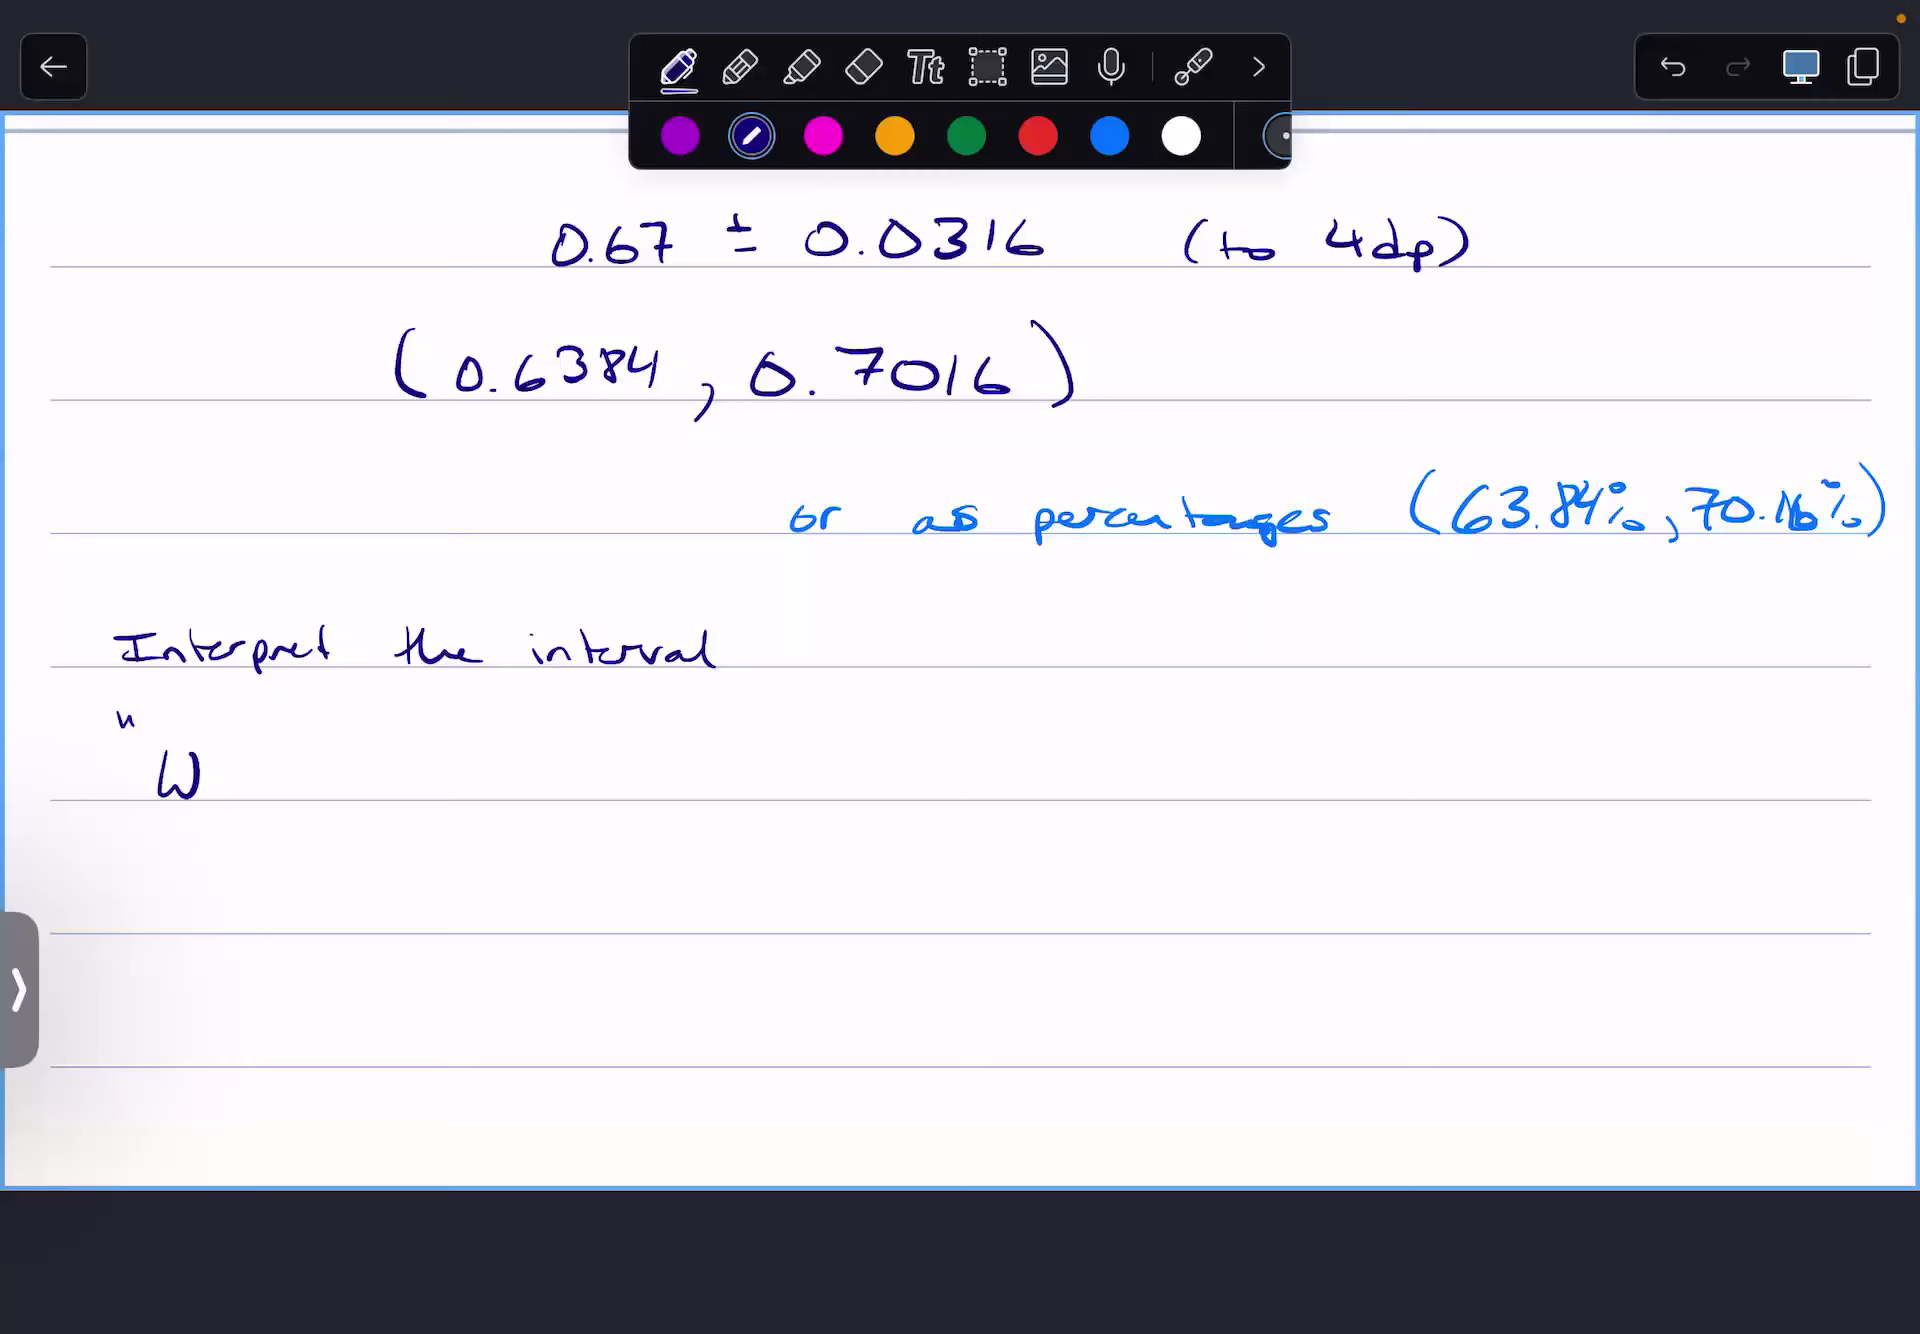 Tt
0.67 ± 0.0316 (to 4dp)
(0.6384, 0.7016)
or as percentages (63.84%, 70.16%)
Interpret the interval
"
W